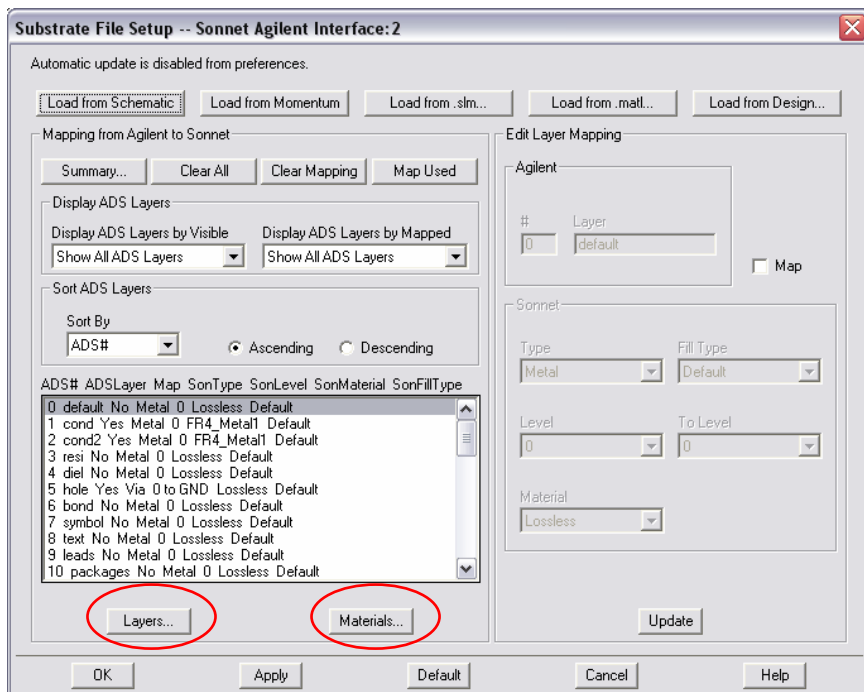 Substrate File Setup -- Sonnet Agilent Interface:2
Automatic update is disabled from preferences.
Load from Schematic Load from Momentum Load from .slm... Load from .matl... Load from Design...
Mapping from Agilent to Sonnet
Summary... Clear All Clear Mapping Map Used
Display ADS Layers
Display ADS Layers by Visible Display ADS Layers by Mapped
Show All ADS Layers Show All ADS Layers
Sort ADS Layers
Sort By
ADS# Ascending Descending
ADS# ADSLayer Map SonType SonLevel SonMaterial SonFillType
0 default No Metal 0 Lossless Default
1 cond Yes Metal 0 FR4_Metal1 Default
2 cond2 Yes Metal 0 FR4_Metal1 Default
3 resi No Metal 0 Lossless Default
4 diel No Metal 0 Lossless Default
5 hole Yes Via 0 to GND Lossless Default
6 bond No Metal 0 Lossless Default
7 symbol No Metal 0 Lossless Default
8 text No Metal 0 Lossless Default
9 leads No Metal 0 Lossless Default
10 packages No Metal 0 Lossless Default
Layers... Materials...
Edit Layer Mapping
Agilent
# Layer
0 default
Map
Sonnet
Type Fill Type
Metal Default
Level To Level
0 0
Material
Lossless
Update
OK Apply Default Cancel Help